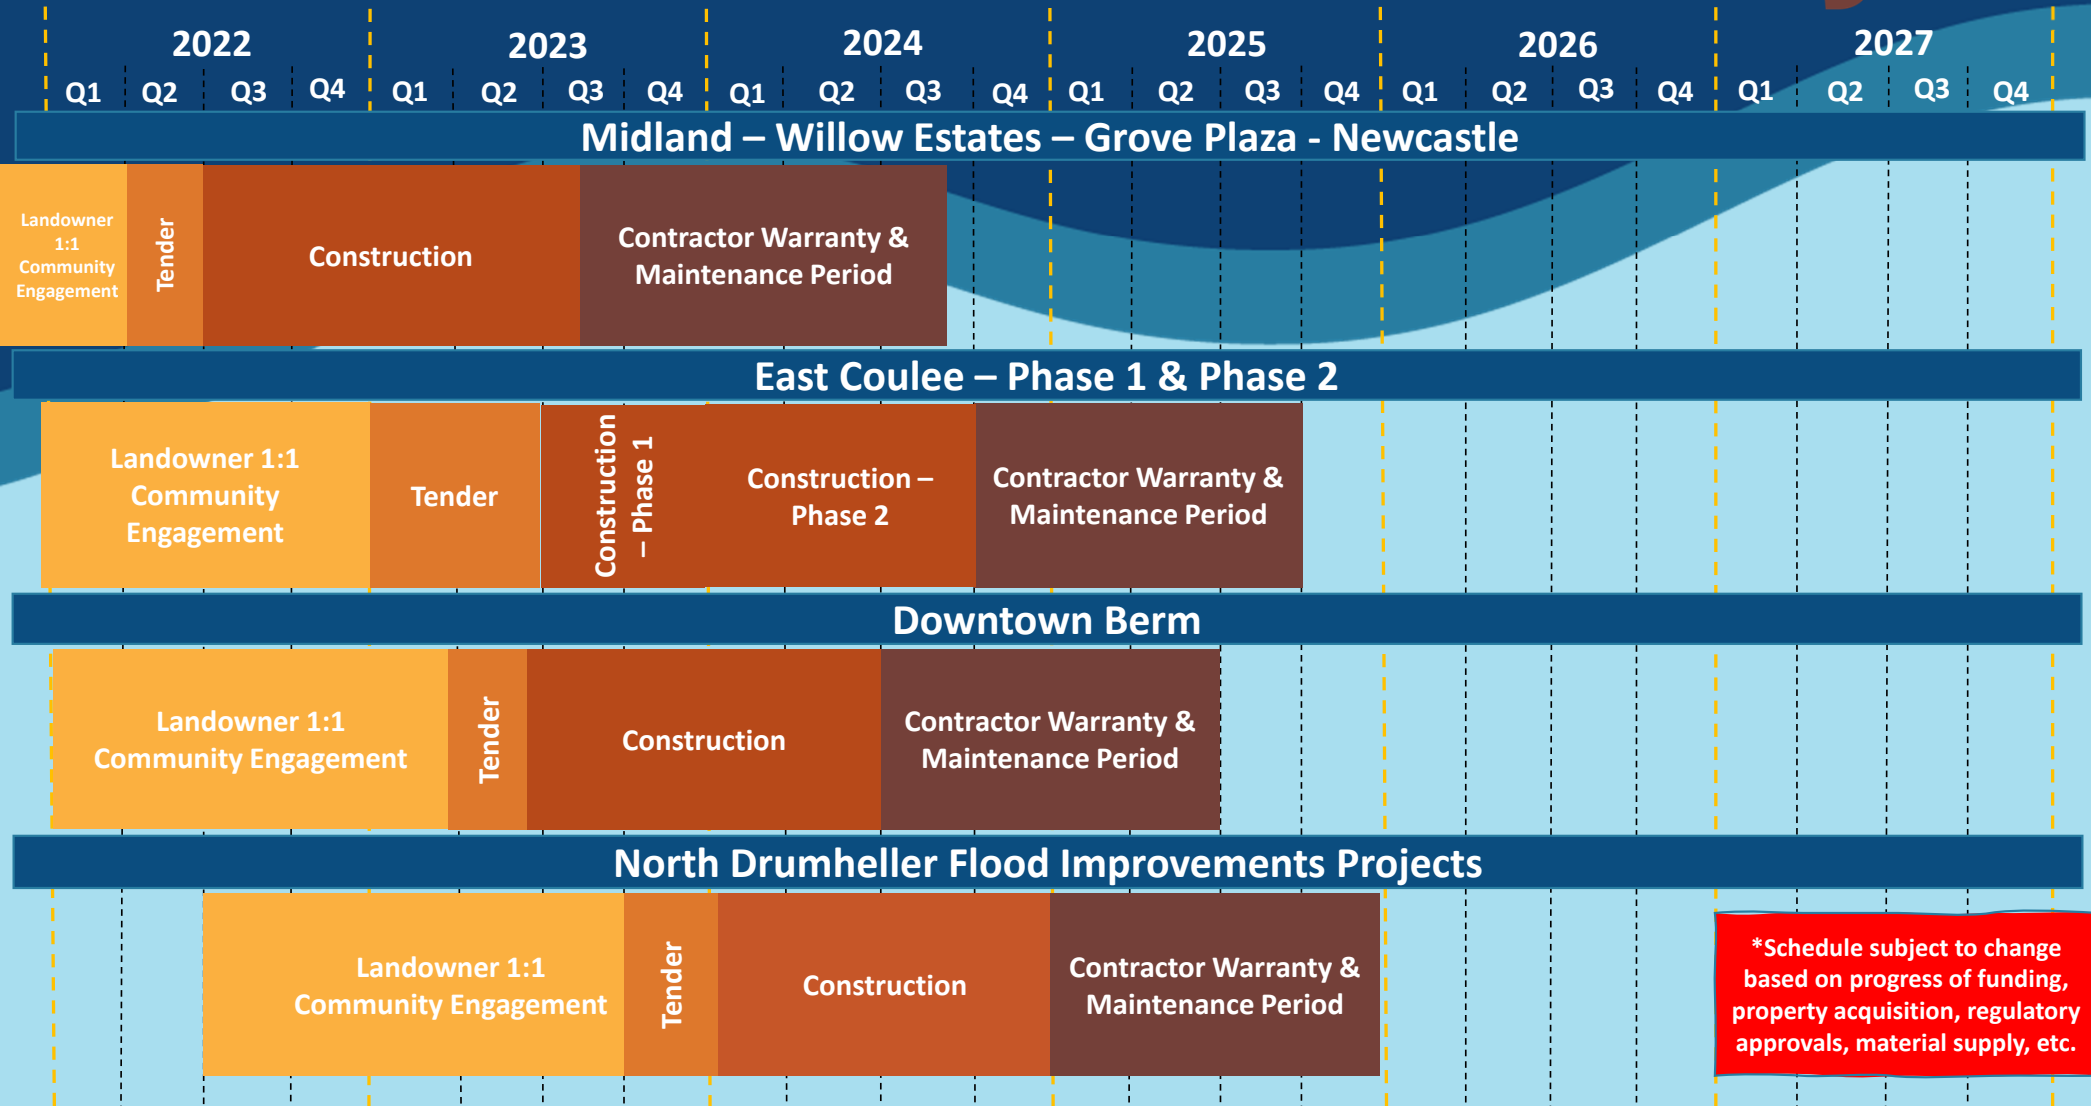 2022 2023 2024 2025 2026 2027
Q1 Q2 Q3 Q4 Q1 Q2 Q3 Q4 Q1 Q2 Q3 Q4 Q1 Q2 Q3 Q4 Q1 Q2 Q3 Q4 Q1 Q2 Q3 Q4
Midland – Willow Estates – Grove Plaza - Newcastle
Landowner
1:1
Community
Engagement
Tender
Construction
Contractor Warranty &
Maintenance Period
East Coulee – Phase 1 & Phase 2
Landowner 1:1
Community
Engagement
Tender
Construction
– Phase 1
Construction –
Phase 2
Contractor Warranty &
Maintenance Period
Downtown Berm
Landowner 1:1
Community Engagement
Tender
Construction
Contractor Warranty &
Maintenance Period
North Drumheller Flood Improvements Projects
Landowner 1:1
Community Engagement
Tender
Construction
Contractor Warranty &
Maintenance Period
*Schedule subject to change
based on progress of funding,
property acquisition, regulatory
approvals, material supply, etc.